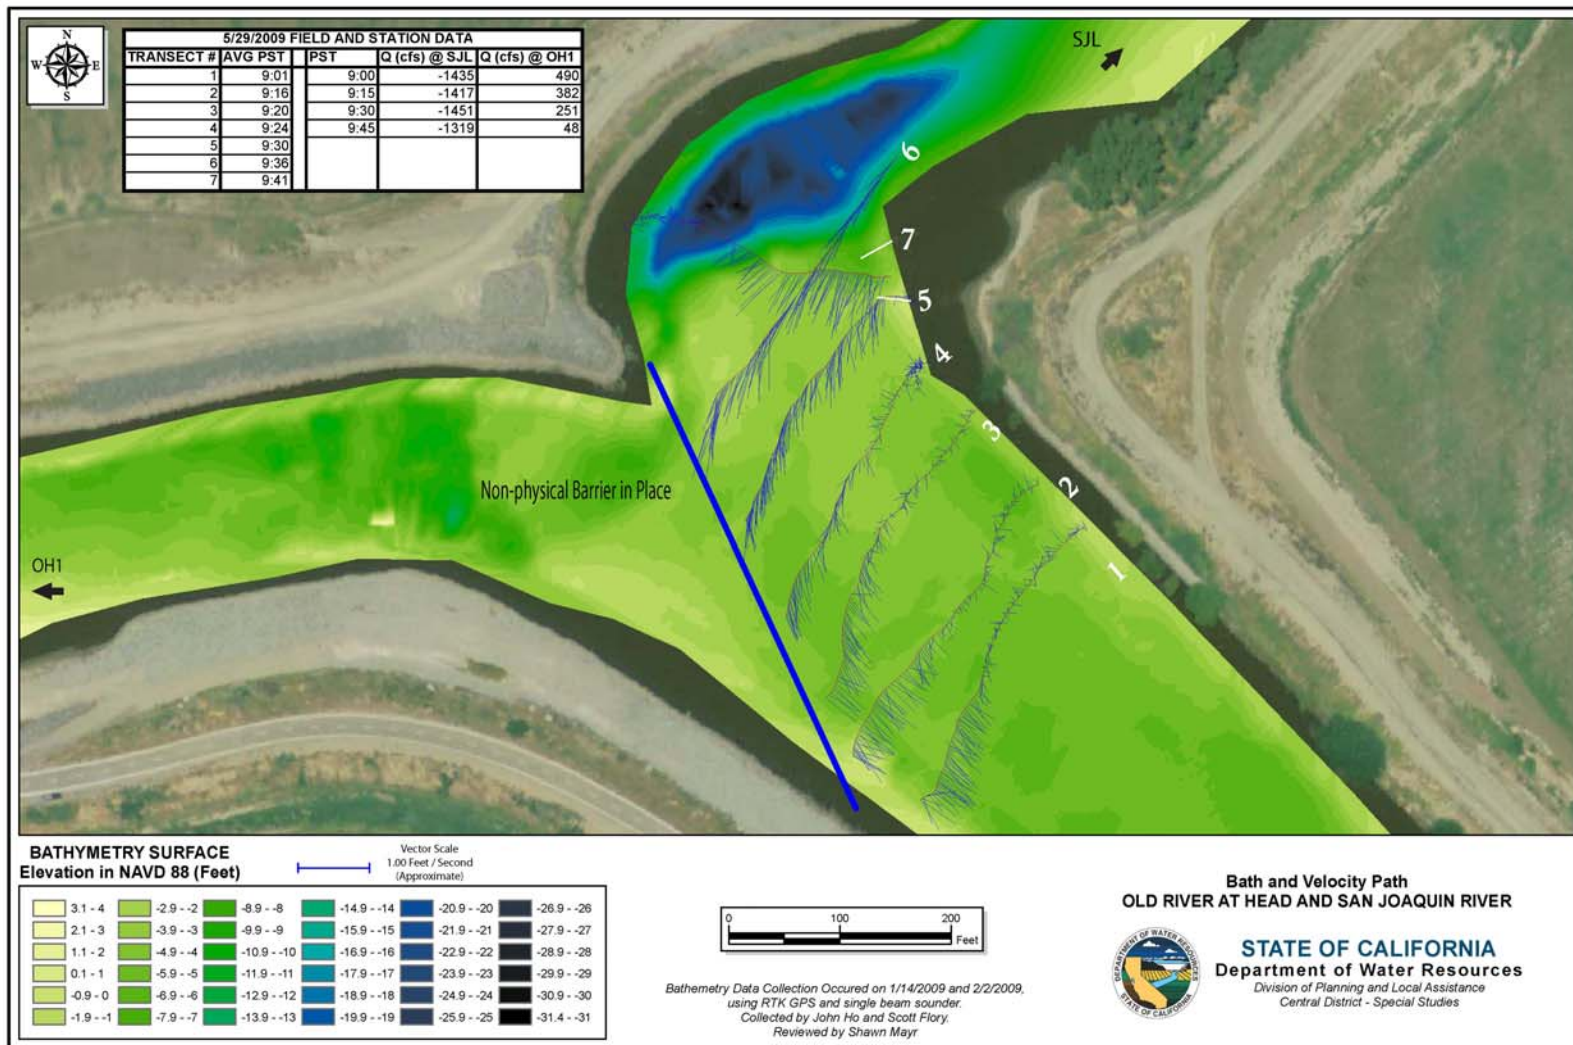 N
W
E
S
5/29/2009 FIELD AND STATION DATA
TRANSECT # AVG PST PST Q (cfs) @ SJL Q (cfs) @ OH1
1 9:01 9:00 -1435 490
2 9:16 9:15 -1417 382
3 9:20 9:30 -1451 251
4 9:24 9:45 -1319 48
5 9:30
6 9:36
7 9:41
SJL
6
7
5
4
3
2
1
Non-physical Barrier in Place
OH1
BATHYMETRY SURFACE
Elevation in NAVD 88 (Feet)
Vector Scale
1.00 Feet / Second
(Approximate)
3.1 - 4 -2.9 - -2 -8.9 - -8 -14.9 - -14 -20.9 - -20 -26.9 - -26
2.1 - 3 -3.9 - -3 -9.9 - -9 -15.9 - -15 -21.9 - -21 -27.9 - -27
1.1 - 2 -4.9 - -4 -10.9 - -10 -16.9 - -16 -22.9 - -22 -28.9 - -28
0.1 - 1 -5.9 - -5 -11.9 - -11 -17.9 - -17 -23.9 - -23 -29.9 - -29
-0.9 - 0 -6.9 - -6 -12.9 - -12 -18.9 - -18 -24.9 - -24 -30.9 - -30
-1.9 - -1 -7.9 - -7 -13.9 - -13 -19.9 - -19 -25.9 - -25 -31.4 - -31
0 100 200
Feet
Bathemetry Data Collection Occured on 1/14/2009 and 2/2/2009,
using RTK GPS and single beam sounder.
Collected by John Ho and Scott Flory.
Reviewed by Shawn Mayr
Bath and Velocity Path
OLD RIVER AT HEAD AND SAN JOAQUIN RIVER
DEPARTMENT OF WATER RESOURCES
STATE OF CALIFORNIA
STATE OF CALIFORNIA
Department of Water Resources
Division of Planning and Local Assistance
Central District - Special Studies